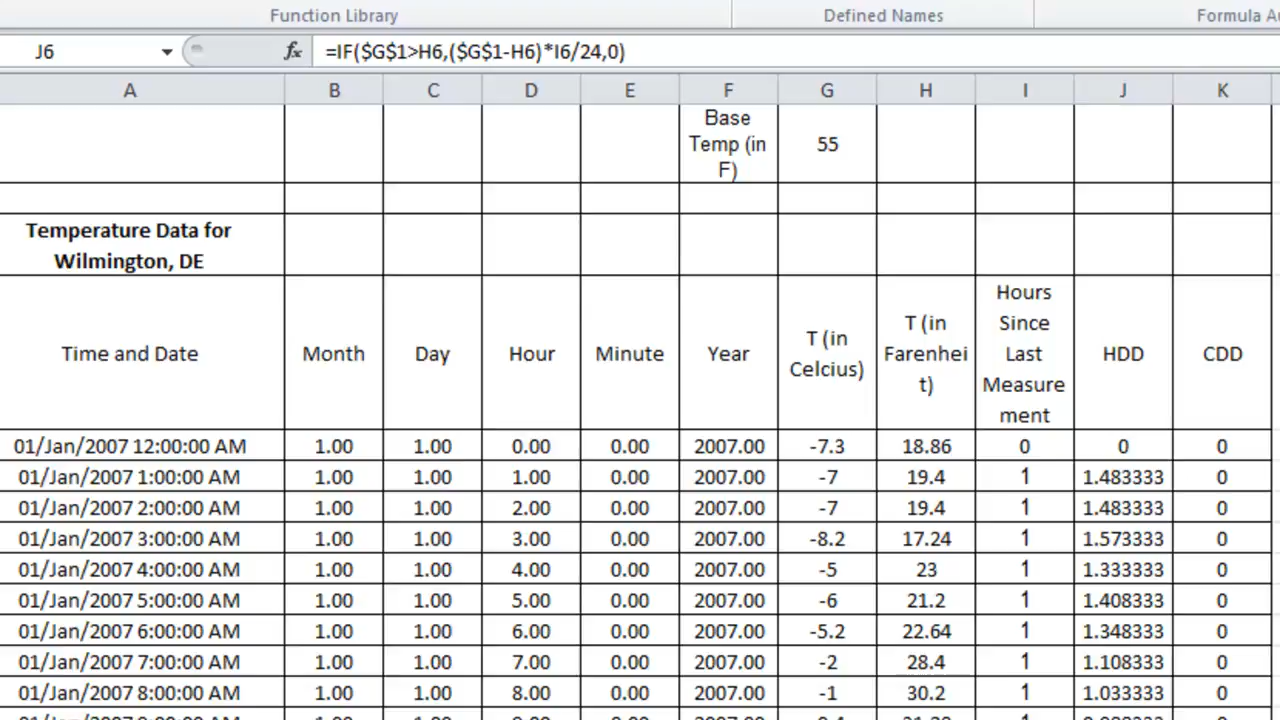 Function Library Defined Names Formula Au
J6 fx =IF($G$1>H6,($G$1-H6)*I6/24,0)
A B C D E F G H I J K
Base
Temp (in
F)
55
Temperature Data for
Wilmington, DE
Time and Date
Month
Day
Hour
Minute
Year
T (in
Celcius)
T (in
Farenhei
t)
Hours
Since
Last
Measure
ment
HDD
CDD
01/Jan/2007 12:00:00 AM 1.00 1.00 0.00 0.00 2007.00 -7.3 18.86 0 0 0
01/Jan/2007 1:00:00 AM 1.00 1.00 1.00 0.00 2007.00 -7 19.4 1 1.483333 0
01/Jan/2007 2:00:00 AM 1.00 1.00 2.00 0.00 2007.00 -7 19.4 1 1.483333 0
01/Jan/2007 3:00:00 AM 1.00 1.00 3.00 0.00 2007.00 -8.2 17.24 1 1.573333 0
01/Jan/2007 4:00:00 AM 1.00 1.00 4.00 0.00 2007.00 -5 23 1 1.333333 0
01/Jan/2007 5:00:00 AM 1.00 1.00 5.00 0.00 2007.00 -6 21.2 1 1.408333 0
01/Jan/2007 6:00:00 AM 1.00 1.00 6.00 0.00 2007.00 -5.2 22.64 1 1.348333 0
01/Jan/2007 7:00:00 AM 1.00 1.00 7.00 0.00 2007.00 -2 28.4 1 1.108333 0
01/Jan/2007 8:00:00 AM 1.00 1.00 8.00 0.00 2007.00 -1 30.2 1 1.033333 0